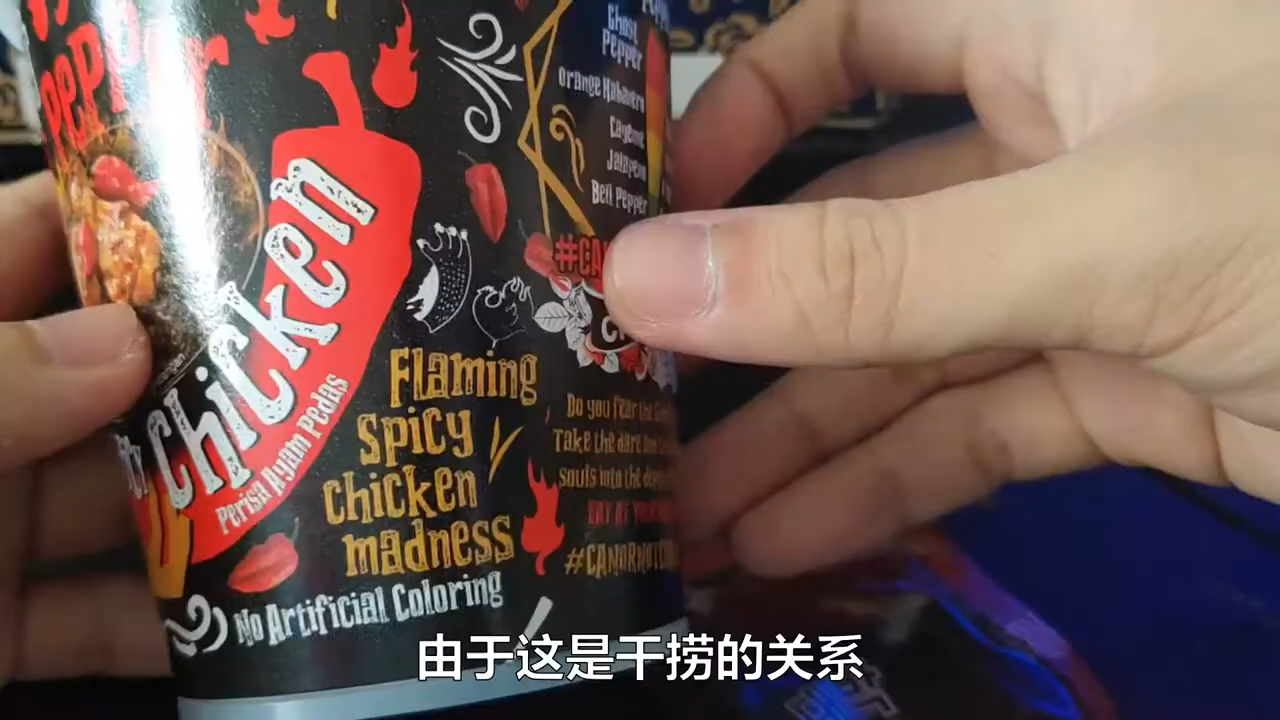 Pepper
Chicken
Perisa Ayam Pedas
Flaming
spicy
chicken
madness
No Artificial Coloring
Ghost
Pepper
Orange Habanero
Cayenne
Jalapeno
Bell Pepper
Do you fear the
Take the dare
souls into the
由于这是干捞的关系